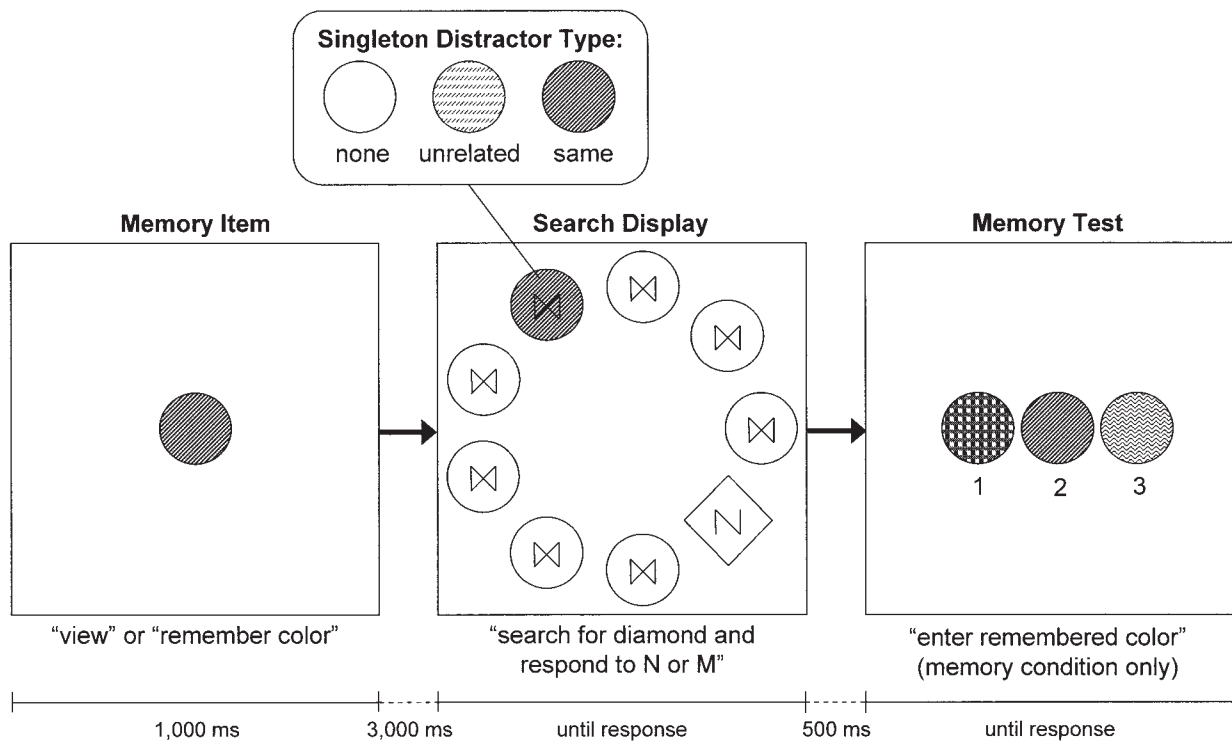 Singleton Distractor Type:
none unrelated same
Memory Item
Search Display
Memory Test
N
1 2 3
“view” or “remember color”
“search for diamond and
respond to N or M”
“enter remembered color”
(memory condition only)
1,000 ms 3,000 ms until response 500 ms until response